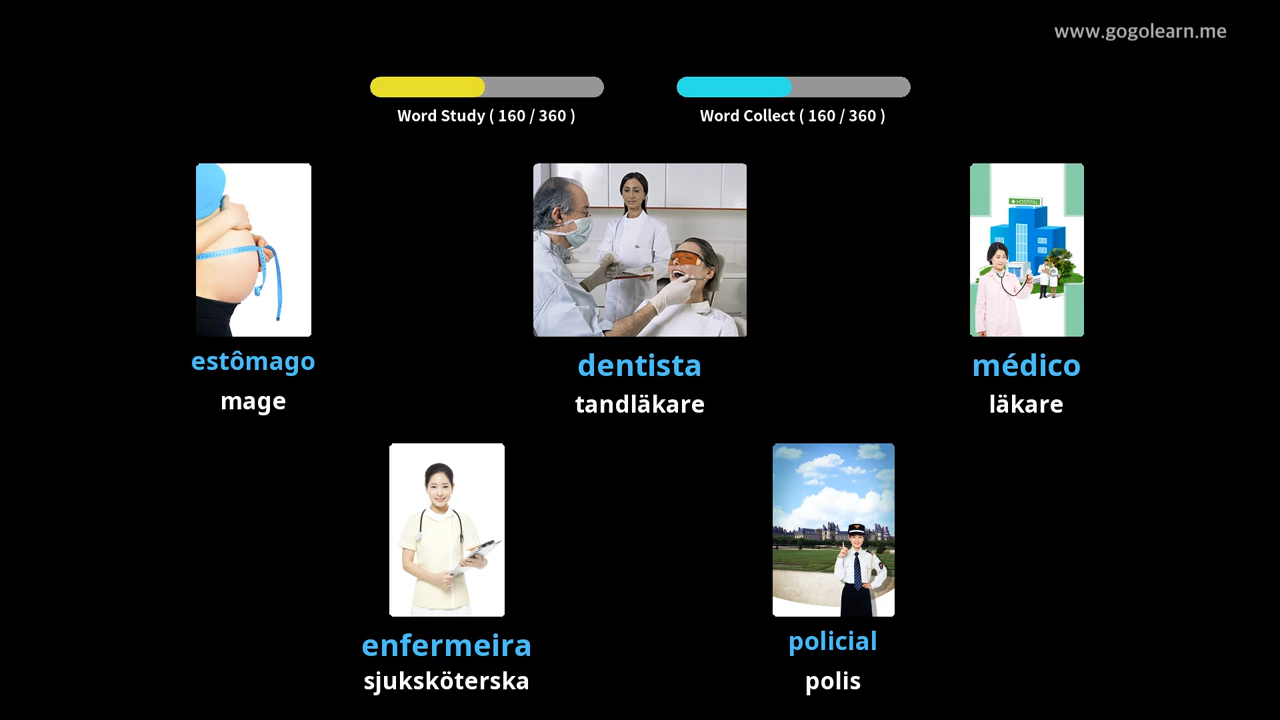 www.gogolearn.me
Word Study ( 160 / 360 )
Word Collect ( 160 / 360 )
HOSPITAL
estômago
mage
dentista
tandläkare
médico
läkare
enfermeira
sjuksköterska
policial
polis